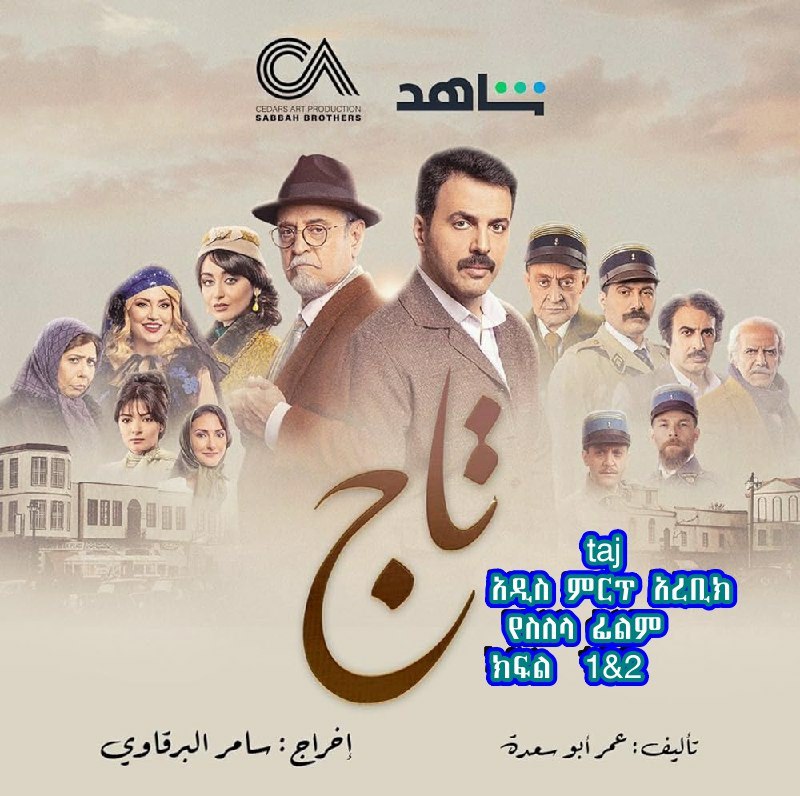 CEDARS ART PRODUCTION
SABBAH BROTHERS
شاهد
تاج
taj
አዲስ ምርጥ አረቢክ
የስለላ ፊልም
ክፍል 1&2
تأليف: عمر أبو سعدة
إخراج: سامر البرقاوي